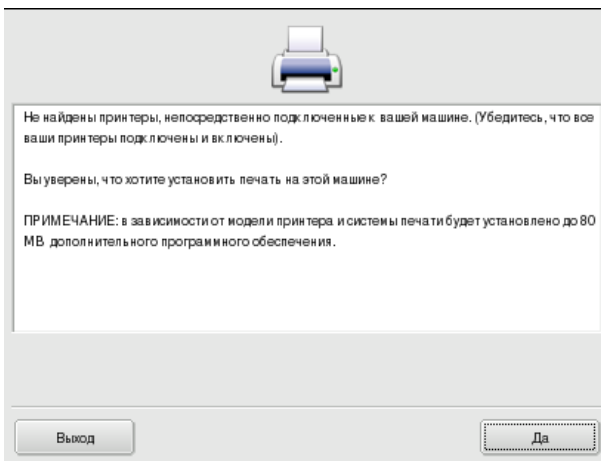 Не найдены принтеры, непосредственно подключенные к вашей машине. (Убедитесь, что все
ваши принтеры подключены и включены).
Вы уверены, что хотите установить печать на этой машине?
ПРИМЕЧАНИЕ: в зависимости от модели принтера и системы печати будет установлено до 80
MB дополнительного программного обеспечения.
Выход
Да